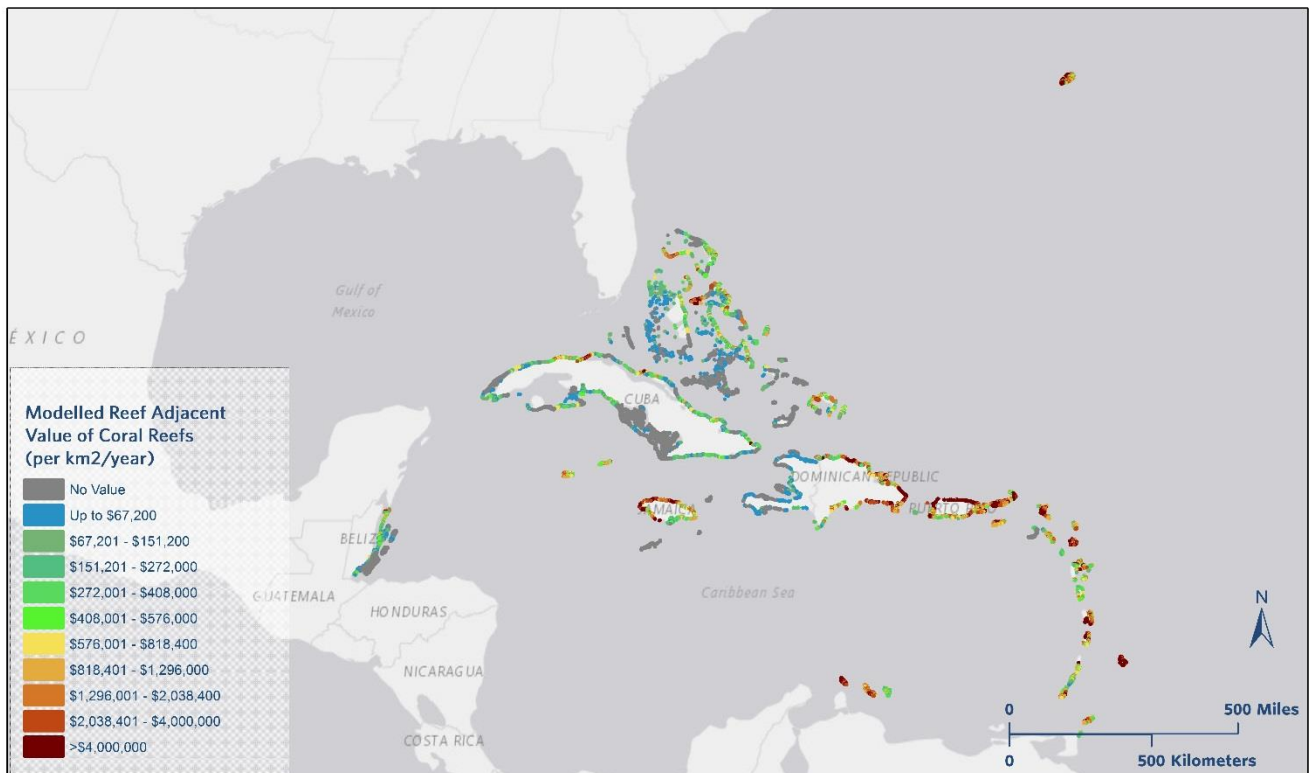 Gulf of
Mexico
ÉXICO
CUBA
DOMINICAN REPUBLIC
PUERTO RICO
JAMAICA
BELIZ
GUATEMALA
HONDURAS
Caribbean Sea
NICARAGUA
COSTA RICA
Modelled Reef Adjacent
Value of Coral Reefs
(per km2/year)
No Value
Up to $67,200
$67,201 - $151,200
$151,201 - $272,000
$272,001 - $408,000
$408,001 - $576,000
$576,001 - $818,400
$818,401 - $1,296,000
$1,296,001 - $2,038,400
$2,038,401 - $4,000,000
>$4,000,000
N
0 500 Miles
0 500 Kilometers